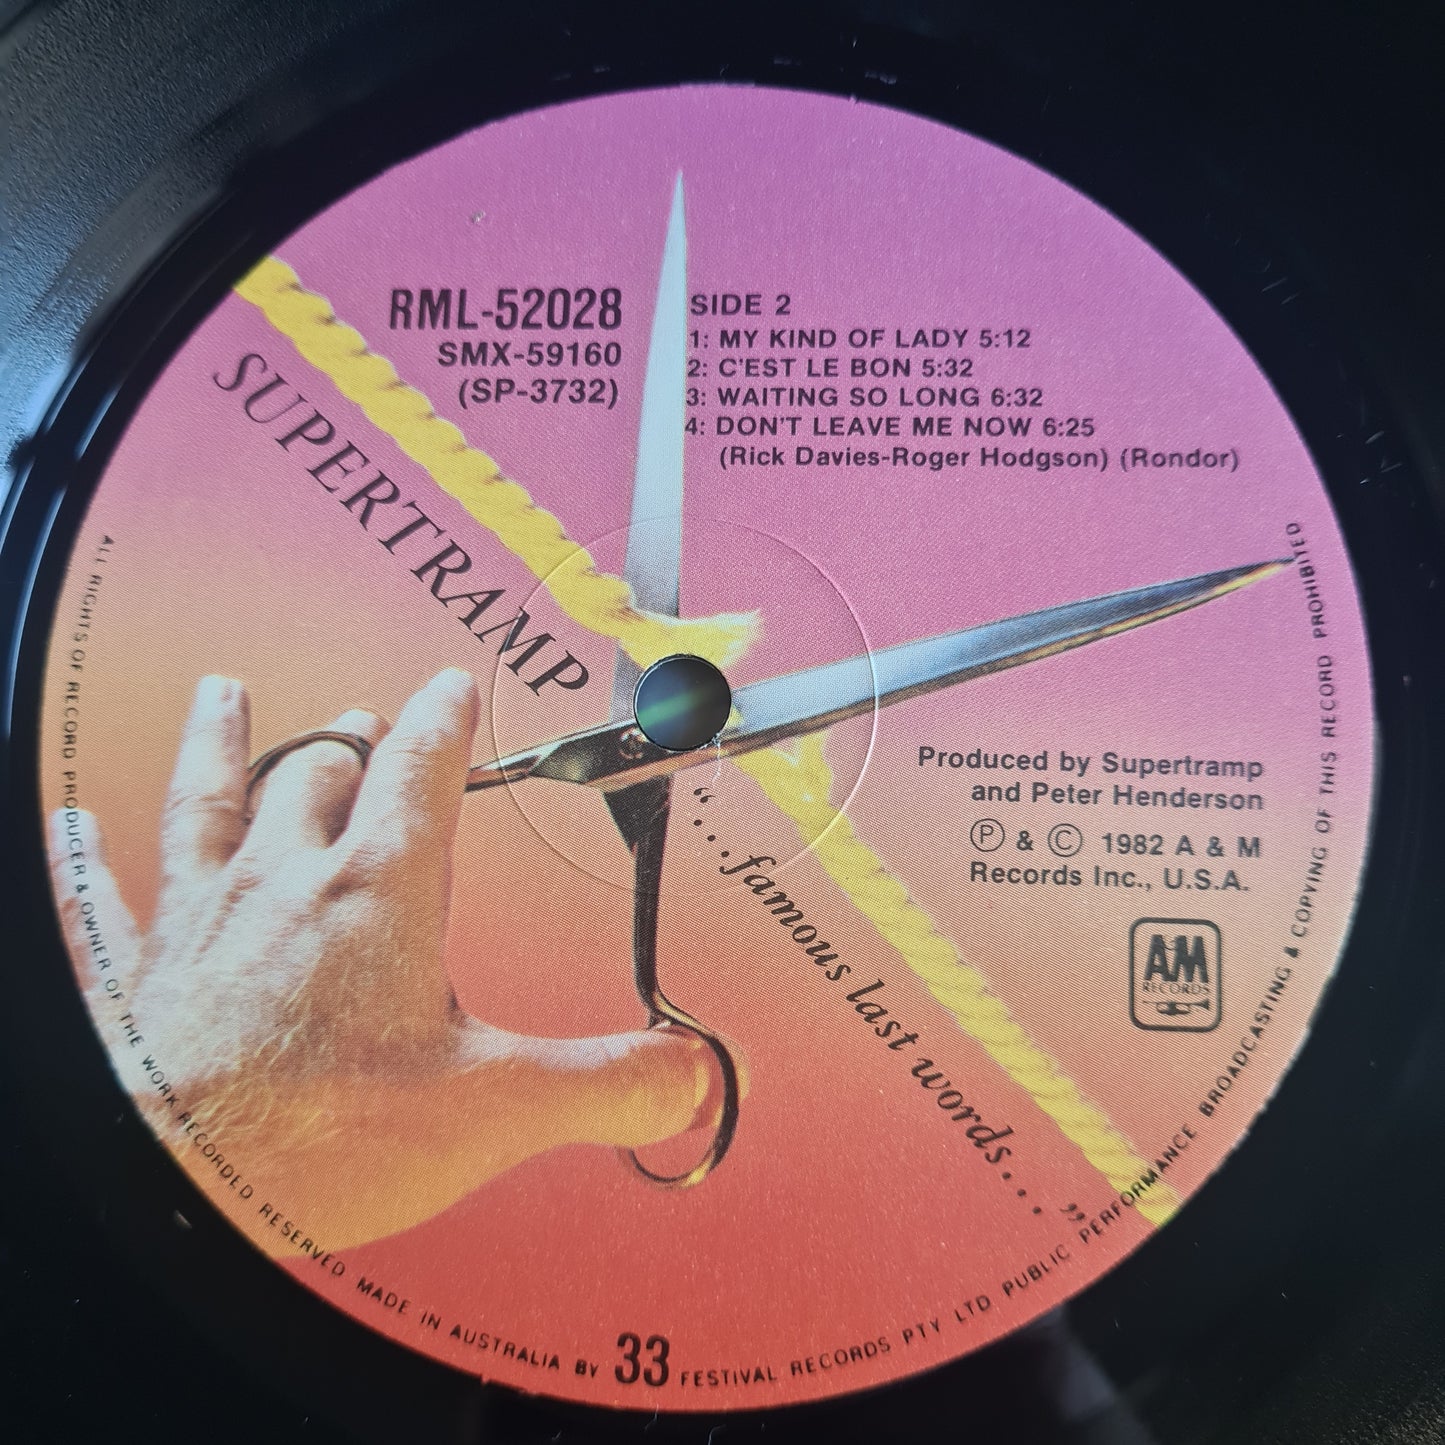 RML-52028
SMX-59160
(SP-3732)
SUPERTRAMP
SIDE 2
1: MY KIND OF LADY 5:12
2: C'EST LE BON 5:32
3: WAITING SO LONG 6:32
4: DON'T LEAVE ME NOW 6:25
(Rick Davies-Roger Hodgson) (Rondor)
Produced by Supertramp
and Peter Henderson
Ⓟ & © 1982 A & M
Records Inc., U.S.A.
AM
RECORDS
“...famous last words...”
ALL RIGHTS OF RECORD PRODUCER & OWNER OF THE WORK RECORDED RESERVED MADE IN AUSTRALIA BY FESTIVAL RECORDS PTY LTD PUBLIC PERFORMANCE BROADCASTING & COPYING OF THIS RECORD PROHIBITED
33